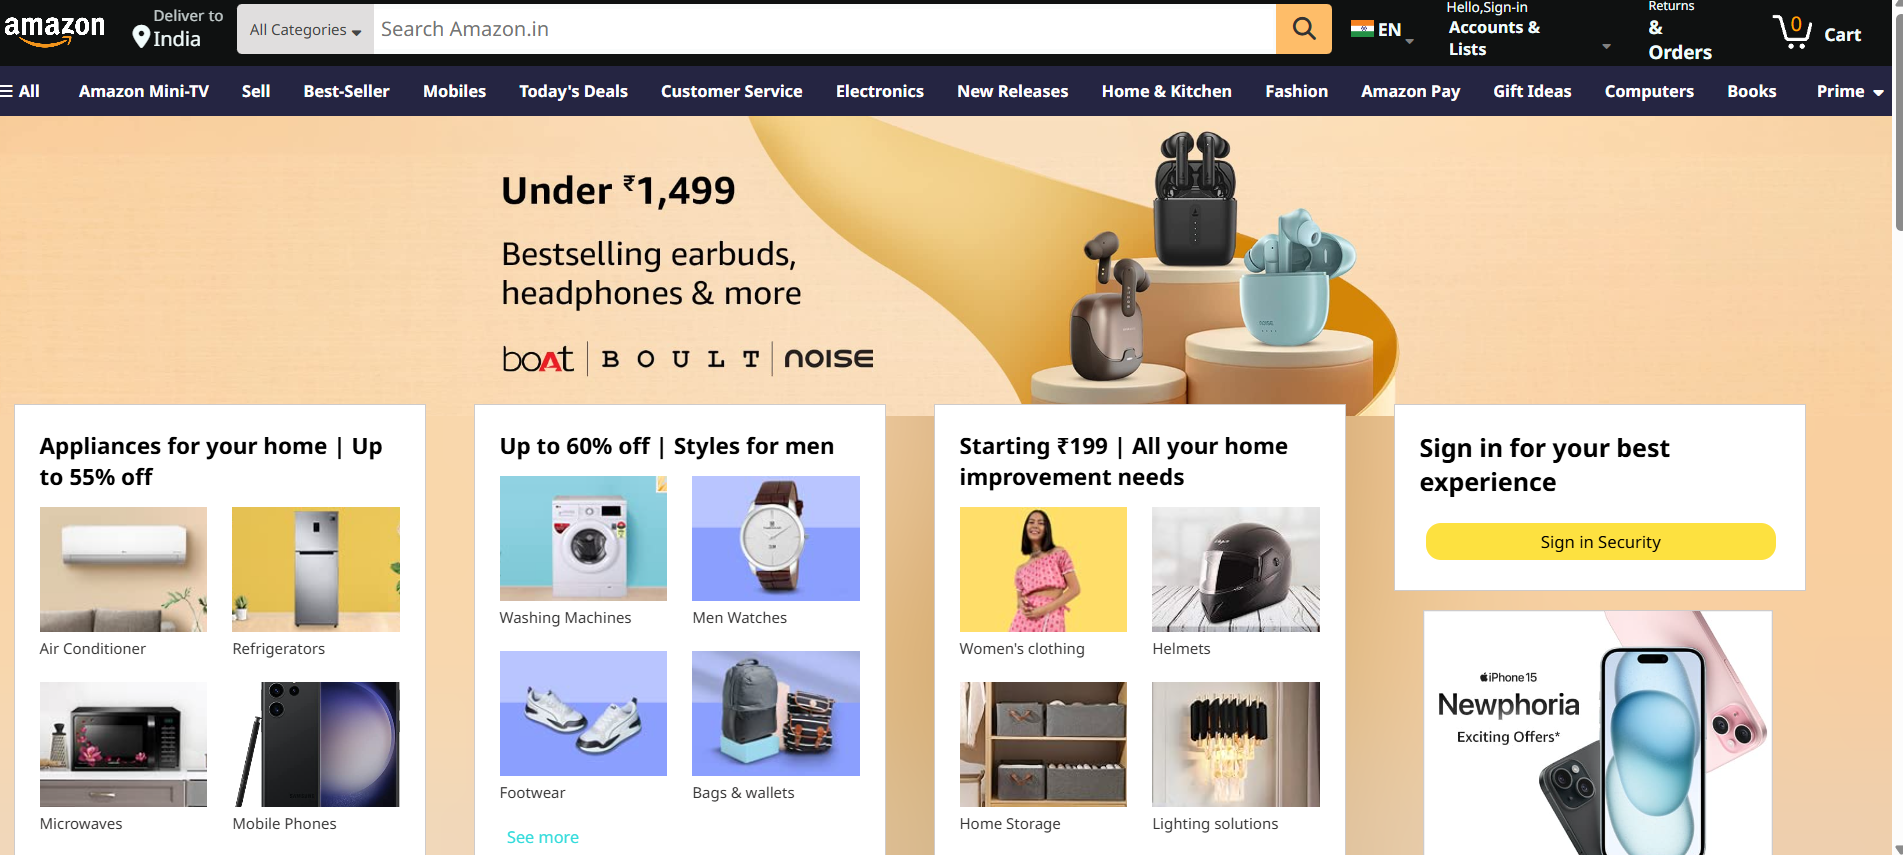 amazon
Deliver to
India
All Categories
Search Amazon.in
EN
Hello,Sign-in
Accounts &
Lists
Returns
&
Orders
0
Cart
All
Amazon Mini-TV
Sell
Best-Seller
Mobiles
Today's Deals
Customer Service
Electronics
New Releases
Home & Kitchen
Fashion
Amazon Pay
Gift Ideas
Computers
Books
Prime
Under ₹1,499
Bestselling earbuds,
headphones & more
boAt | BOULT | NOISE
Appliances for your home | Up
to 55% off
Air Conditioner
Refrigerators
Microwaves
Mobile Phones
Up to 60% off | Styles for men
Washing Machines
Men Watches
Footwear
Bags & wallets
See more
Starting ₹199 | All your home
improvement needs
Women's clothing
Helmets
Home Storage
Lighting solutions
Sign in for your best
experience
Sign in Security
iPhone 15
Newphoria
Exciting Offers*